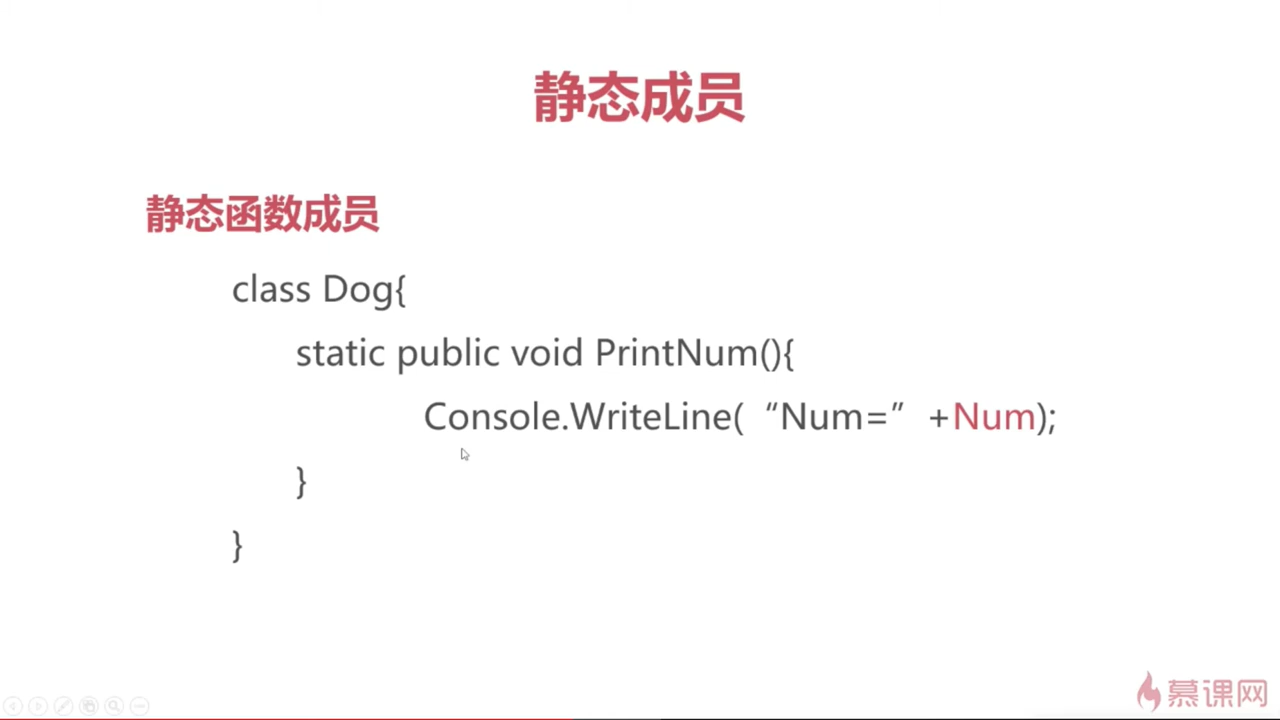 静态成员
静态函数成员
class Dog{
static public void PrintNum(){
Console.WriteLine( “Num=” +Num);
}
}
慕课网